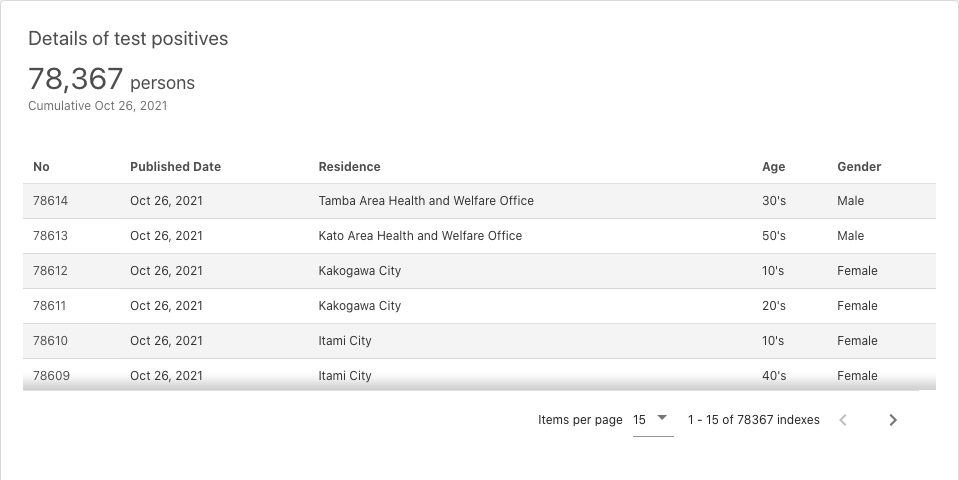 Details of test positives
78,367 persons
Cumulative Oct 26, 2021
No Published Date Residence Age Gender
78614 Oct 26, 2021 Tamba Area Health and Welfare Office 30's Male
78613 Oct 26, 2021 Kato Area Health and Welfare Office 50's Male
78612 Oct 26, 2021 Kakogawa City 10's Female
78611 Oct 26, 2021 Kakogawa City 20's Female
78610 Oct 26, 2021 Itami City 10's Female
78609 Oct 26, 2021 Itami City 40's Female
Items per page 15 1 - 15 of 78367 indexes